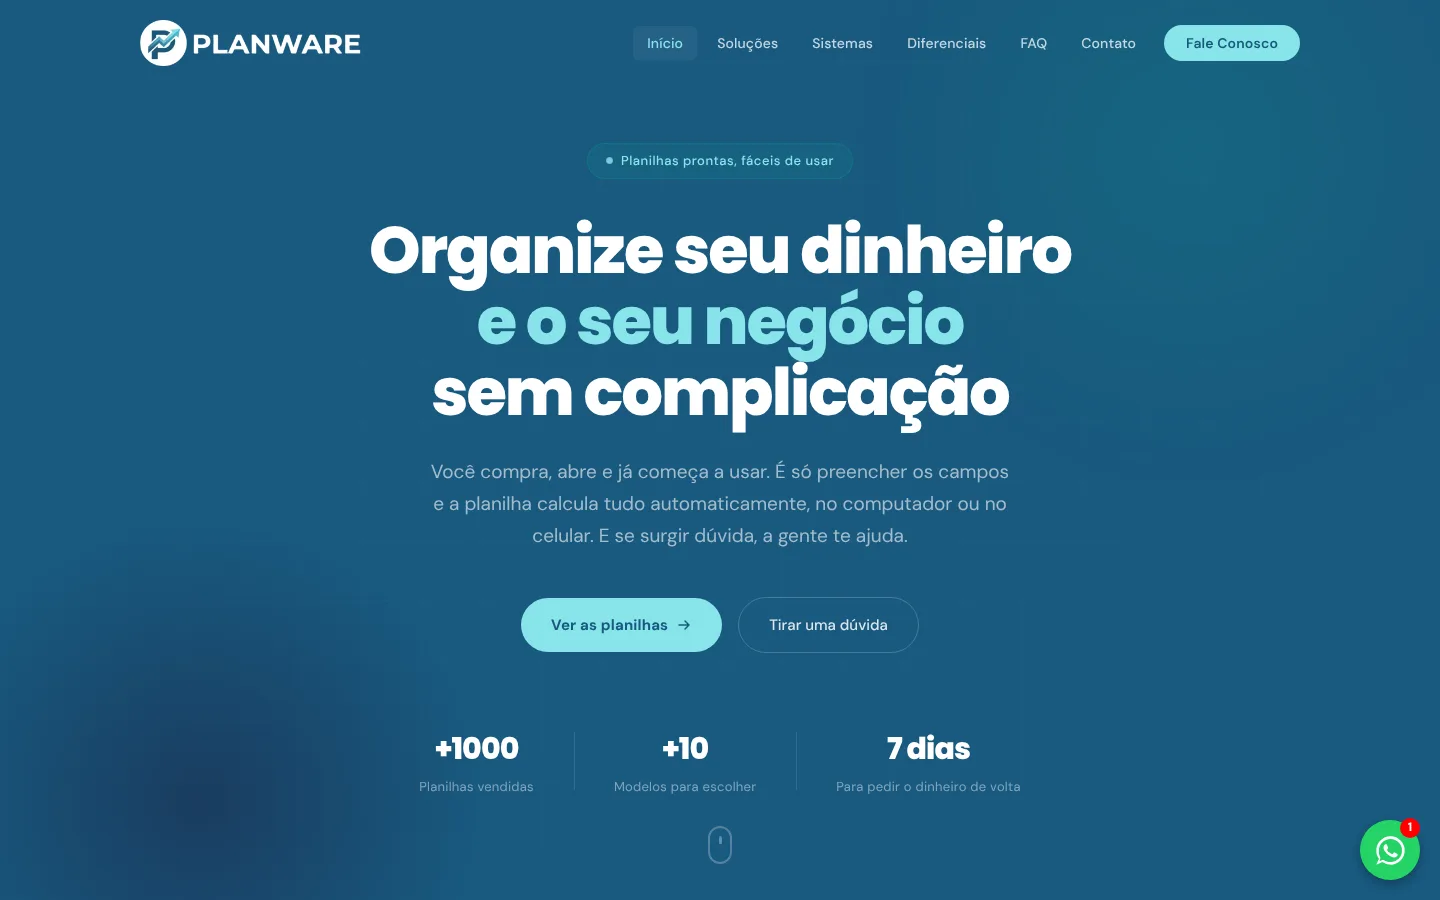 PLANWARE
Início
Soluções
Sistemas
Diferenciais
FAQ
Contato
Fale Conosco
Planilhas prontas, fáceis de usar
Organize seu dinheiro
e o seu negócio
sem complicação
Você compra, abre e já começa a usar. É só preencher os campos
e a planilha calcula tudo automaticamente, no computador ou no
celular. E se surgir dúvida, a gente te ajuda.
Ver as planilhas →
Tirar uma dúvida
+1000
Planilhas vendidas
+10
Modelos para escolher
7 dias
Para pedir o dinheiro de volta
1